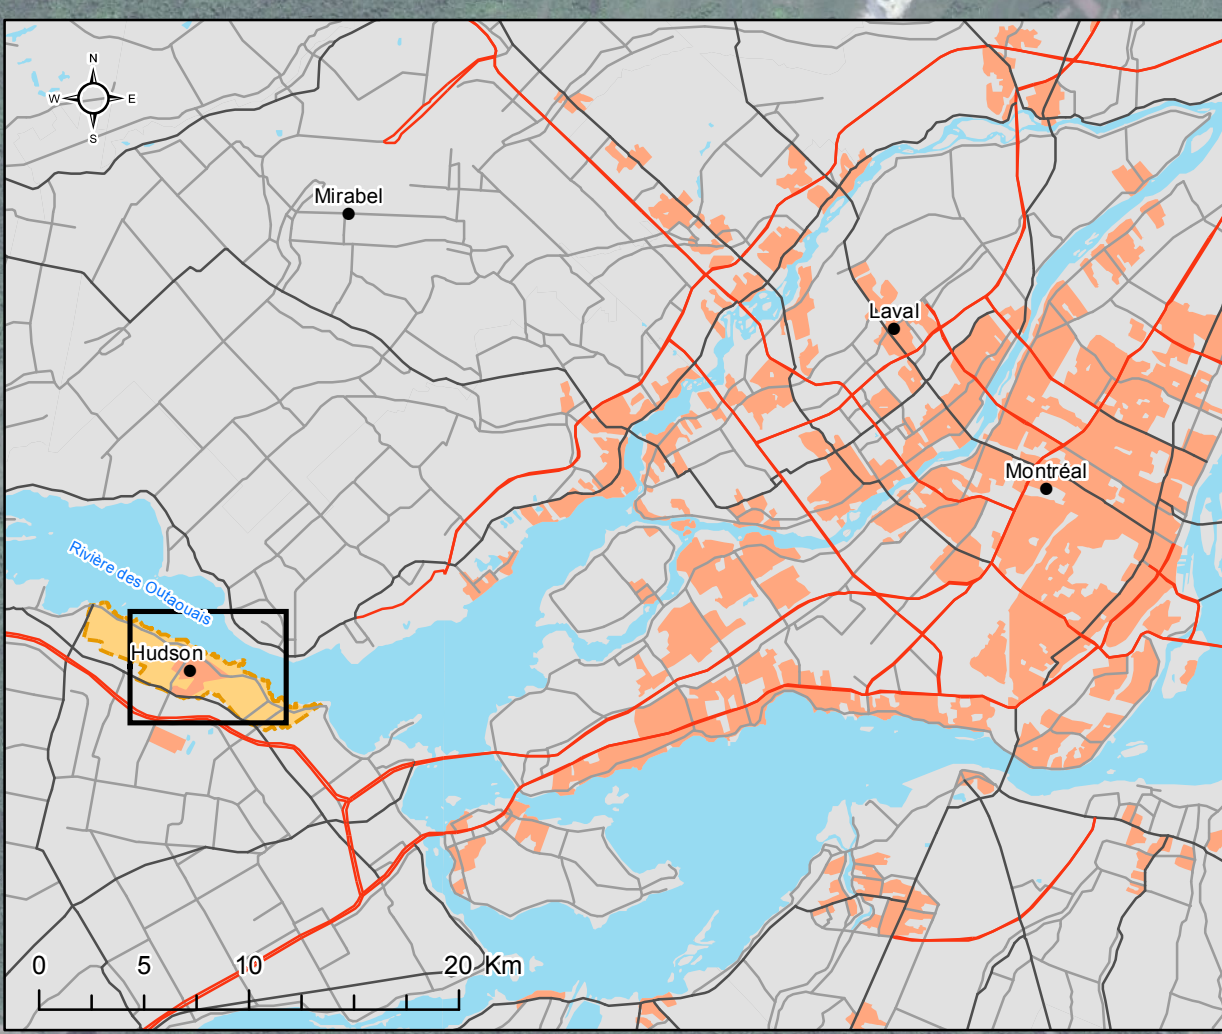 N
W E
S
Mirabel
Laval
Montréal
Rivière des Outaouais
Hudson
0 5 10 20 Km